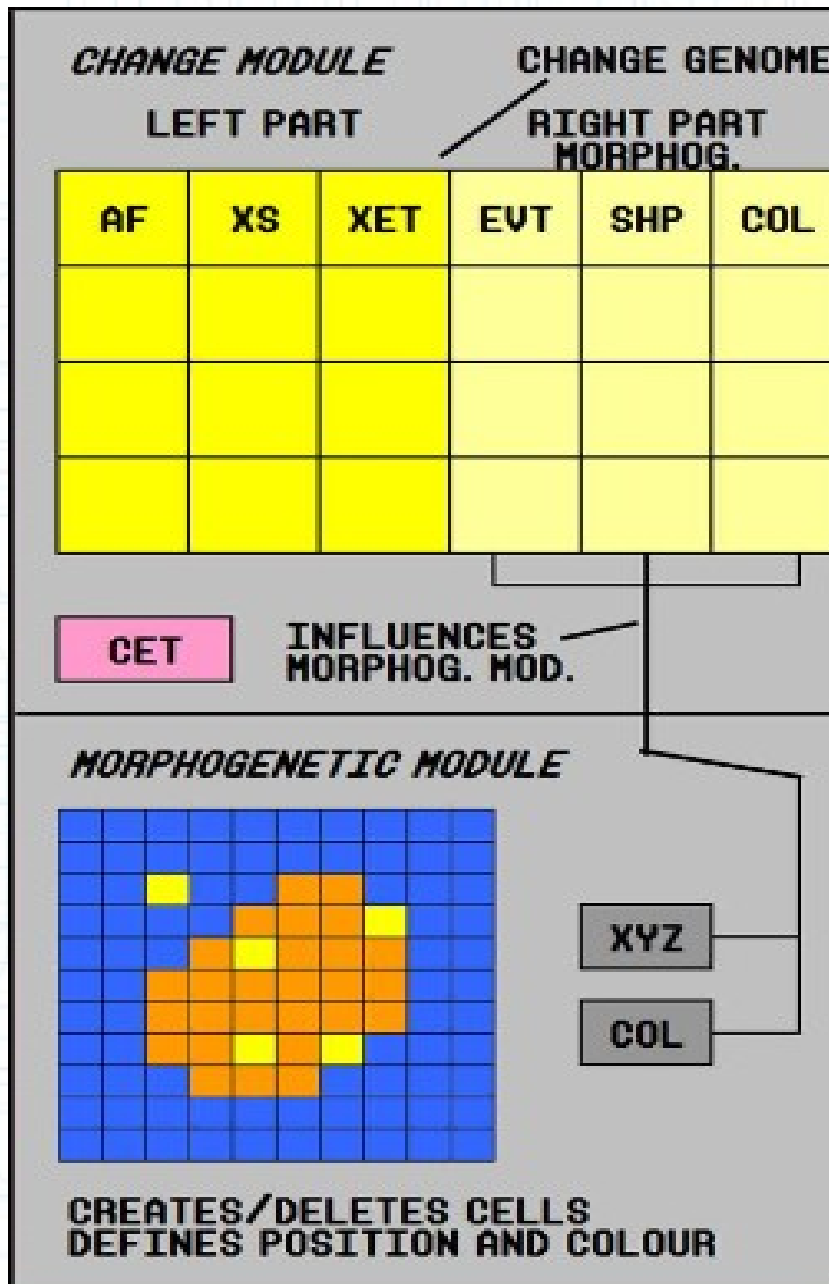 CHANGE MODULE
CHANGE GENOME
LEFT PART
RIGHT PART
MORPHOG.
AF XS XET EVT SHP COL
CET
INFLUENCES
MORPHOG. MOD.
MORPHOGENETIC MODULE
XYZ
COL
CREATES/DELETES CELLS
DEFINES POSITION AND COLOUR